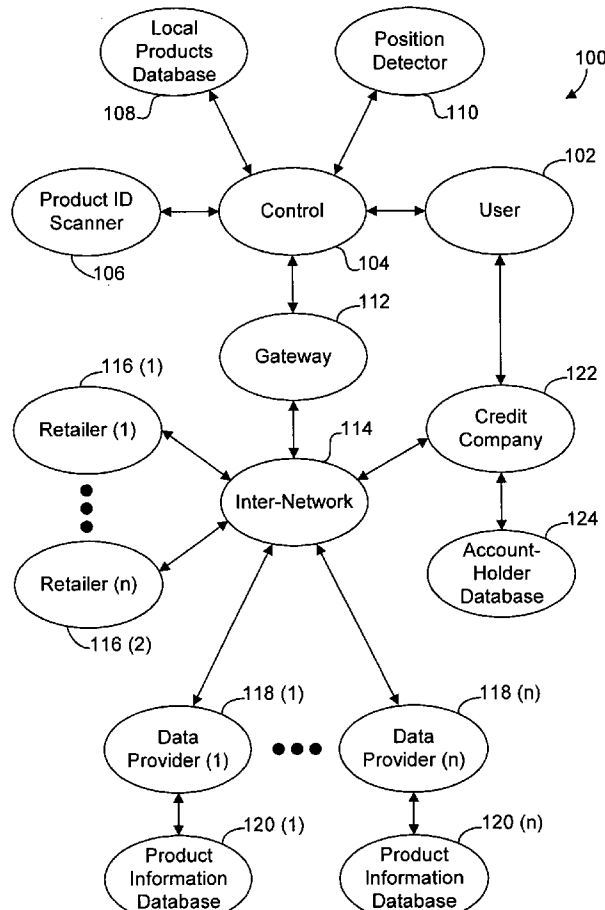 Local
Products
Database
108
Position
Detector
110
100
102
Product ID
Scanner
106
Control
104
User
112
Gateway
116 (1)
Retailer (1)
122
Credit
Company
114
Inter-Network
124
Retailer (n)
116 (2)
Account-
Holder
Database
118 (1)
Data
Provider (1)
118 (n)
Data
Provider (n)
120 (1)
Product
Information
Database
120 (n)
Product
Information
Database